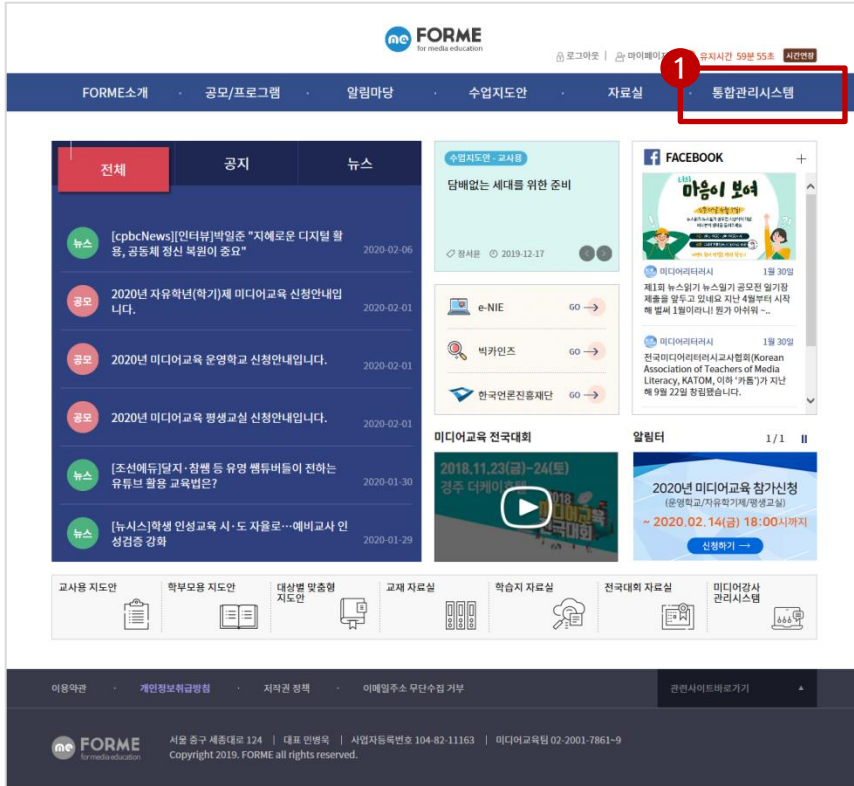 me FORME
for media education
로그아웃 | 마이페이지
유지시간 59분 55초 시간연장
1
FORME소개 · 공모/프로그램 · 알림마당 · 수업지도안 · 자료실 · 통합관리시스템
전체 공지 뉴스
뉴스 [cpbcNews][인터뷰]박일준 "지혜로운 디지털 활
용, 공동체 정신 복원이 중요" 2020-02-06
공모 2020년 자유학년(학기)제 미디어교육 신청안내입
니다. 2020-02-01
공모 2020년 미디어교육 운영학교 신청안내입니다. 2020-02-01
공모 2020년 미디어교육 평생교실 신청안내입니다. 2020-02-01
뉴스 [조선에듀]달지·참쌤 등 유명 쌤튜버들이 전하는
유튜브 활용 교육법은? 2020-01-30
뉴스 [뉴시스]학생 인성교육 시·도 자율로…예비교사 인
성검증 강화 2020-01-29
수업지도안 - 교사용
담배없는 세대를 위한 준비
정서윤 2019-12-17
e-NIE GO
빅카인즈 GO
한국언론진흥재단 GO
미디어교육 전국대회
2018.11.23(금)-24(토)
경주 더케이호텔
2018
미디어교육
전국대회
f FACEBOOK +
너의
마음이 보여
미디어리터러시 1월 30일
제1회 뉴스읽기 뉴스일기 공모전 일기장
제출을 앞두고 있네요 지난 4월부터 시작
해 벌써 1월이라니! 뭔가 아쉬워 ~..
미디어리터러시 1월 30일
전국미디어리터러시교사협회(Korean
Association of Teachers of Media
Literacy, KATOM, 이하 '카톰')가 지난
해 9월 22일 창립됐습니다.
알림터 1/1
2020년 미디어교육 참가신청
(운영학교/자유학기제/평생교실)
~ 2020.02.14(금) 18:00시까지
신청하기 →
교사용 지도안
학부모용 지도안
대상별 맞춤형
지도안
교재 자료실
학습지 자료실
전국대회 자료실
미디어강사
관리시스템
이용약관 · 개인정보취급방침 · 저작권 정책 · 이메일주소 무단수집 거부
관련사이트바로가기
me FORME
for media education
서울 중구 세종대로 124 | 대표 민병욱 | 사업자등록번호 104-82-11163 | 미디어교육팀 02-2001-7861~9
Copyright 2019. FORME all rights reserved.